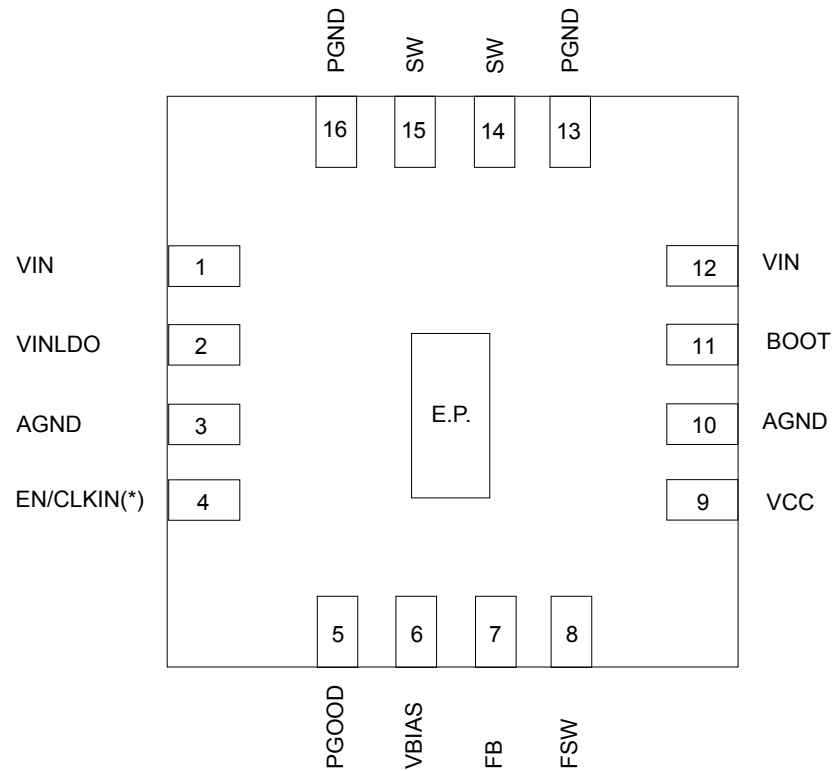 PGND SW SW PGND
16 15 14 13
VIN 1 12 VIN
VINLDO 2 11 BOOT
E.P.
AGND 3 10 AGND
EN/CLKIN(*) 4 9 VCC
5 6 7 8
PGOOD VBIAS FB FSW